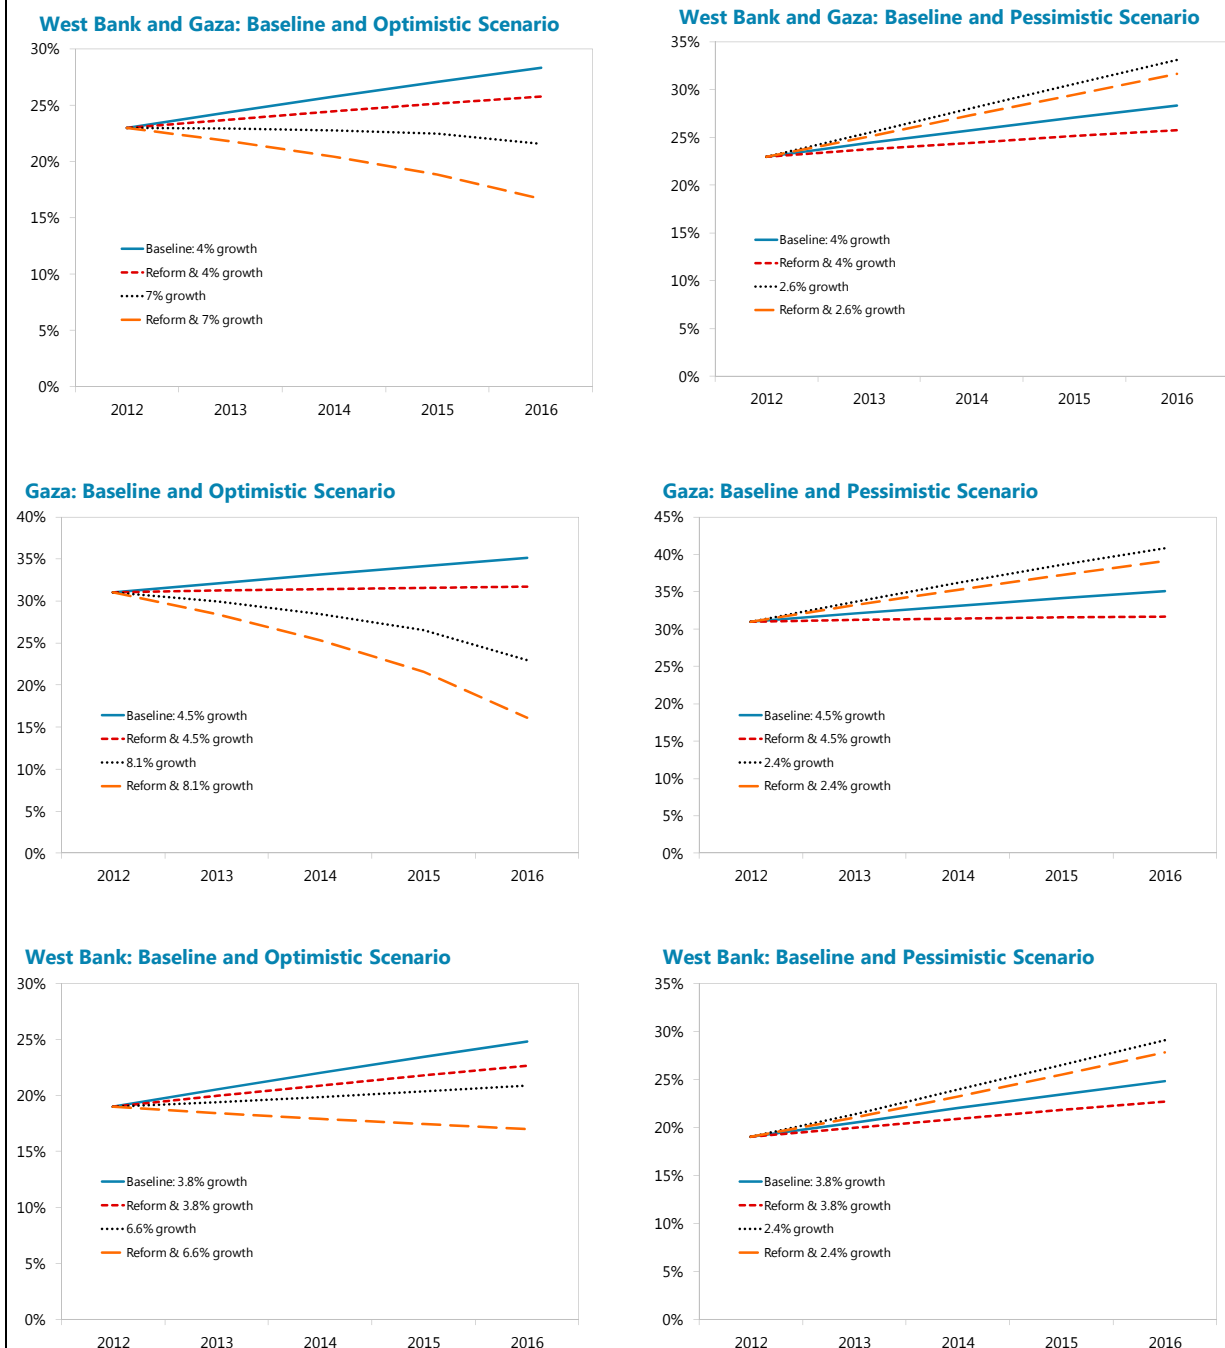 West Bank and Gaza: Baseline and Optimistic Scenario
30%
25%
20%
15%
10%
5%
0%
Baseline: 4% growth
Reform & 4% growth
7% growth
Reform & 7% growth
2012 2013 2014 2015 2016
West Bank and Gaza: Baseline and Pessimistic Scenario
35%
30%
25%
20%
15%
10%
5%
0%
Baseline: 4% growth
Reform & 4% growth
2.6% growth
Reform & 2.6% growth
2012 2013 2014 2015 2016
Gaza: Baseline and Optimistic Scenario
40%
35%
30%
25%
20%
15%
10%
5%
0%
Baseline: 4.5% growth
Reform & 4.5% growth
8.1% growth
Reform & 8.1% growth
2012 2013 2014 2015 2016
Gaza: Baseline and Pessimistic Scenario
45%
40%
35%
30%
25%
20%
15%
10%
5%
0%
Baseline: 4.5% growth
Reform & 4.5% growth
2.4% growth
Reform & 2.4% growth
2012 2013 2014 2015 2016
West Bank: Baseline and Optimistic Scenario
30%
25%
20%
15%
10%
5%
0%
Baseline: 3.8% growth
Reform & 3.8% growth
6.6% growth
Reform & 6.6% growth
2012 2013 2014 2015 2016
West Bank: Baseline and Pessimistic Scenario
35%
30%
25%
20%
15%
10%
5%
0%
Baseline: 3.8% growth
Reform & 3.8% growth
2.4% growth
Reform & 2.4% growth
2012 2013 2014 2015 2016